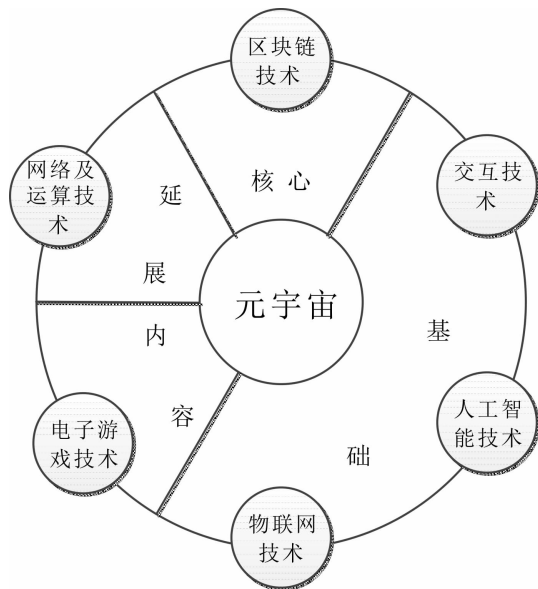 区块链
技术
网络及
运算技
术
延
展
核心
交互技
术
元宇宙
内
容
基
础
电子游
戏技术
人工智
能技术
物联网
技术